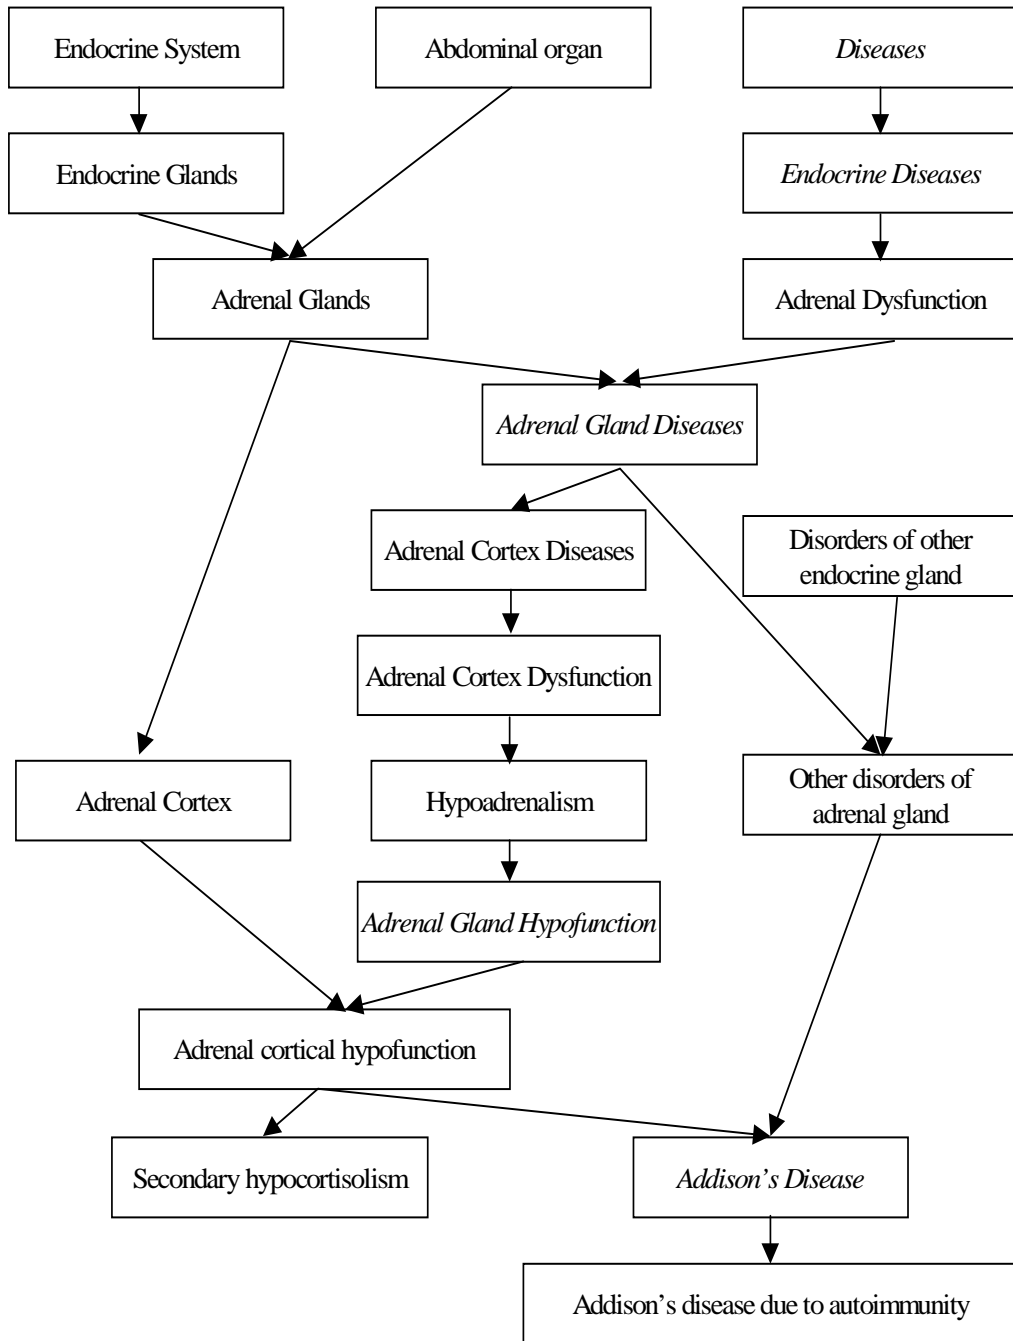 Endocrine System
Abdominal organ
Diseases
Endocrine Glands
Endocrine Diseases
Adrenal Glands
Adrenal Dysfunction
Adrenal Gland Diseases
Adrenal Cortex Diseases
Disorders of other
endocrine gland
Adrenal Cortex Dysfunction
Adrenal Cortex
Hypoadrenalism
Other disorders of
adrenal gland
Adrenal Gland Hypofunction
Adrenal cortical hypofunction
Secondary hypocortisolism
Addison’s Disease
Addison’s disease due to autoimmunity